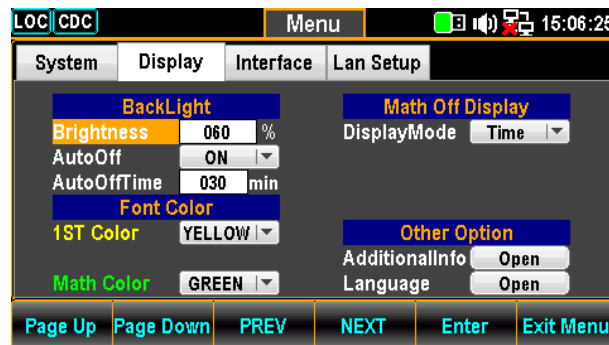 LOC CDC Menu 15:06:25
System Display Interface Lan Setup
BackLight
Brightness 060 %
AutoOff ON
AutoOffTime 030 min
Font Color
1ST Color YELLOW
Math Color GREEN
Math Off Display
DisplayMode Time
Other Option
AdditionalInfo Open
Language Open
Page Up Page Down PREV NEXT Enter Exit Menu